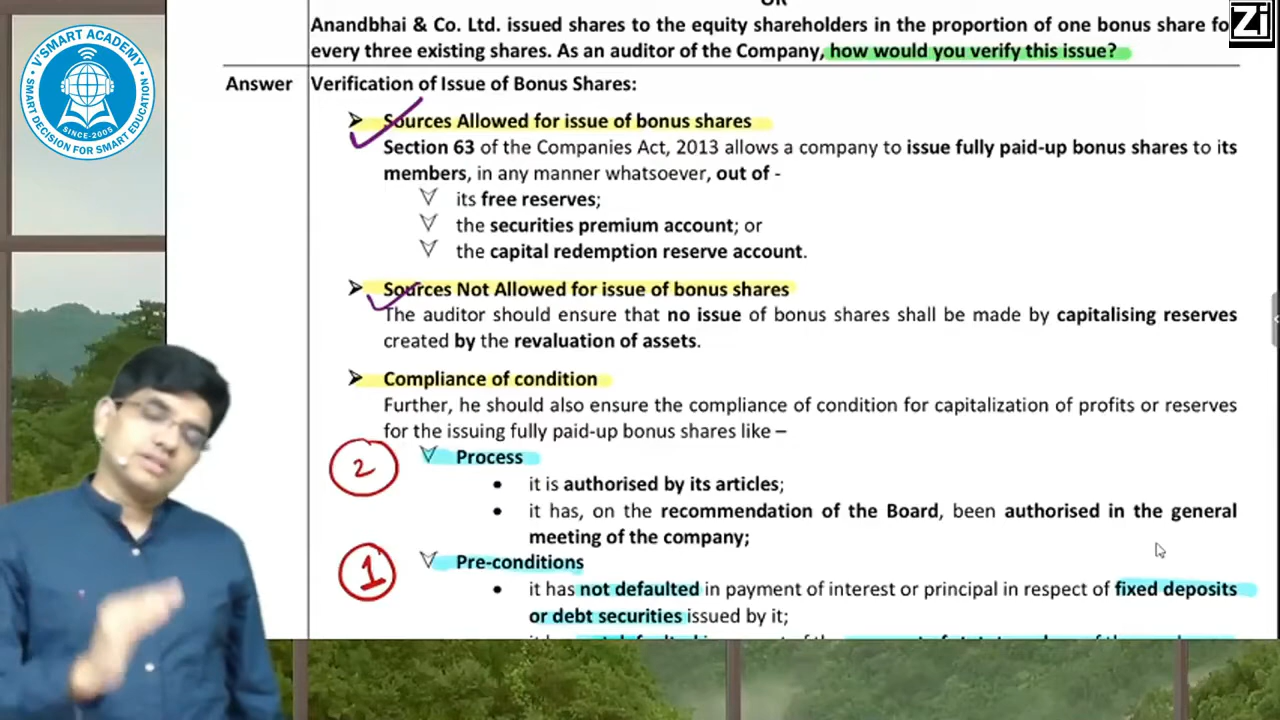 OR
Anandbhai & Co. Ltd. issued shares to the equity shareholders in the proportion of one bonus share fo
every three existing shares. As an auditor of the Company, how would you verify this issue?
Answer
Verification of Issue of Bonus Shares:
Sources Allowed for issue of bonus shares
Section 63 of the Companies Act, 2013 allows a company to issue fully paid-up bonus shares to its
members, in any manner whatsoever, out of -
its free reserves;
the securities premium account; or
the capital redemption reserve account.
Sources Not Allowed for issue of bonus shares
The auditor should ensure that no issue of bonus shares shall be made by capitalising reserves
created by the revaluation of assets.
Compliance of condition
Further, he should also ensure the compliance of condition for capitalization of profits or reserves
for the issuing fully paid-up bonus shares like –
2
Process
• it is authorised by its articles;
• it has, on the recommendation of the Board, been authorised in the general
meeting of the company;
1
Pre-conditions
• it has not defaulted in payment of interest or principal in respect of fixed deposits
or debt securities issued by it;
V'SMART ACADEMY
SINCE-2005
SMART DECISION FOR SMART EDUCATION
Zi